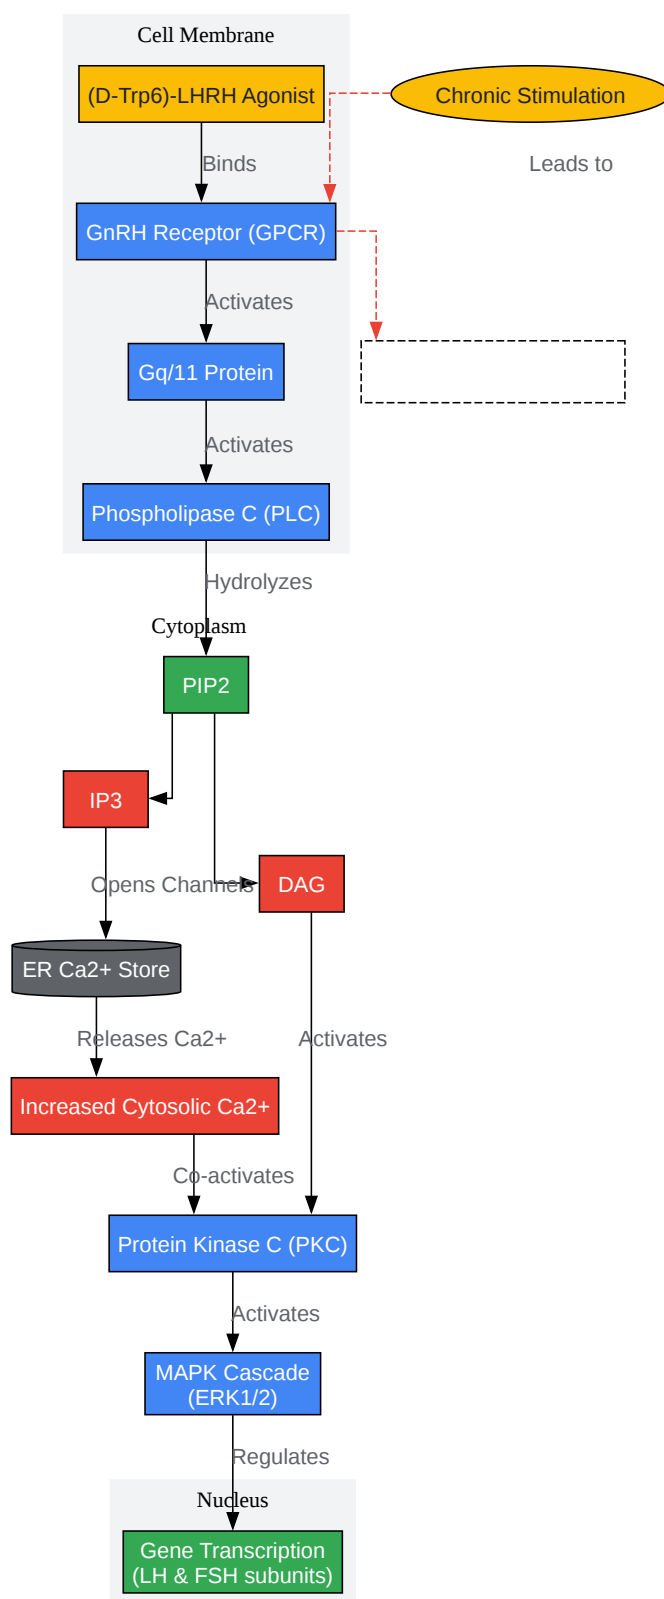 Cell Membrane
(D-Trp6)-LHRH Agonist
Chronic Stimulation
Binds
Leads to
GnRH Receptor (GPCR)
Activates
Gq/11 Protein
Activates
Phospholipase C (PLC)
Hydrolyzes
Cytoplasm
PIP2
IP3
Opens Channels
DAG
ER Ca2+ Store
Releases Ca2+
Activates
Increased Cytosolic Ca2+
Co-activates
Protein Kinase C (PKC)
Activates
MAPK Cascade
(ERK1/2)
Regulates
Nucleus
Gene Transcription
(LH & FSH subunits)